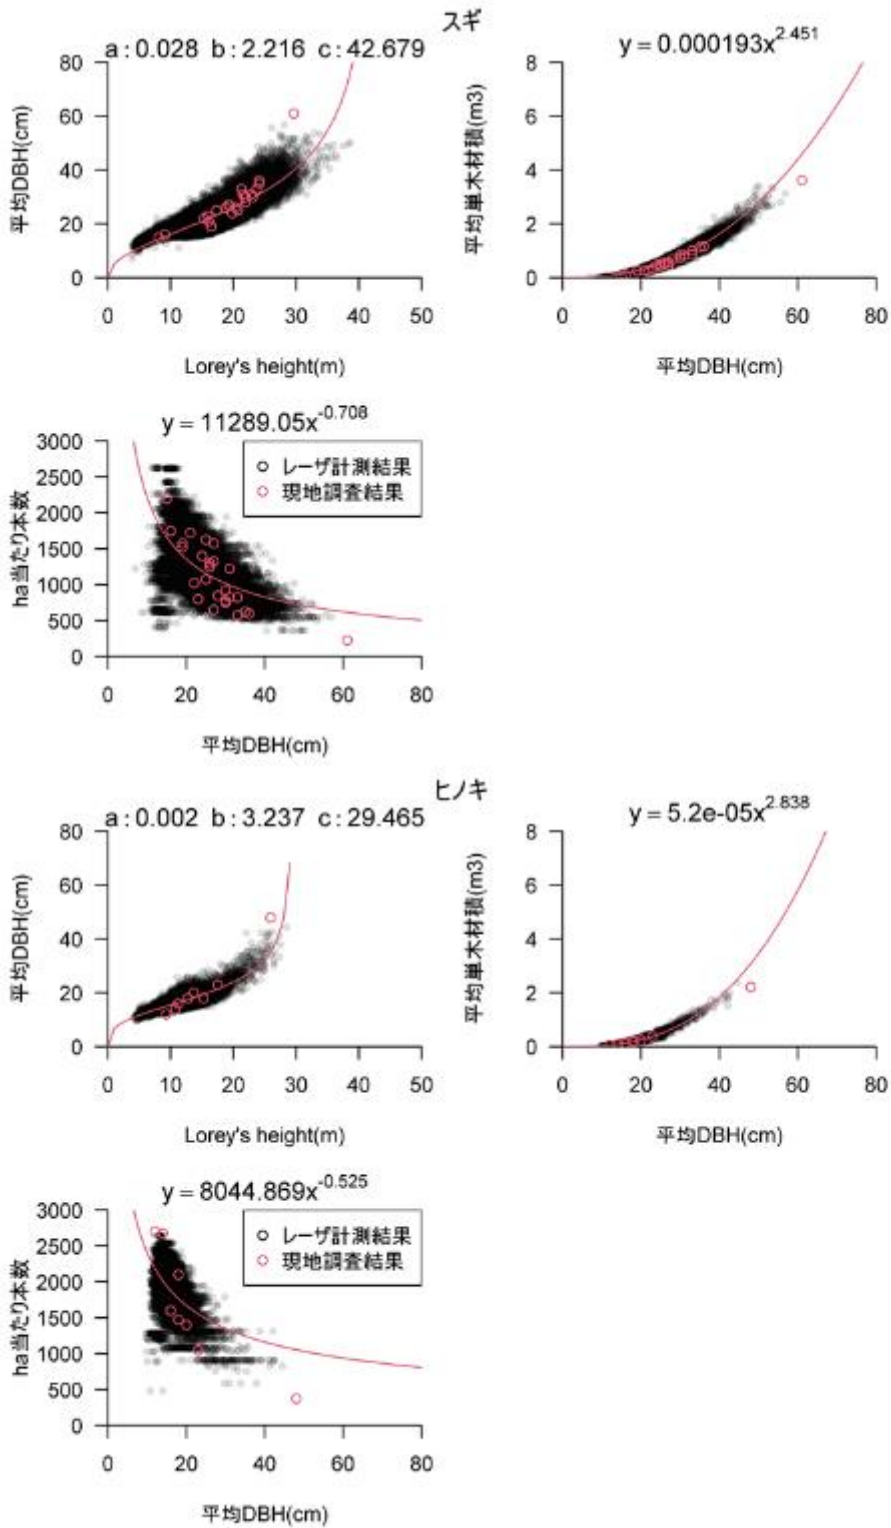 スギ
a : 0.028 b : 2.216 c : 42.679
平均DBH(cm)
80
60
40
20
0
0 10 20 30 40 50
Lorey's height(m)
y = 0.000193x^2.451
平均単木材積(m3)
8
6
4
2
0
0 20 40 60 80
平均DBH(cm)
y = 11289.05x^-0.708
ha当たり本数
3000
2500
2000
1500
1000
500
0
レーザ計測結果
現地調査結果
0 20 40 60 80
平均DBH(cm)
ヒノキ
a : 0.002 b : 3.237 c : 29.465
平均DBH(cm)
80
60
40
20
0
0 10 20 30 40 50
Lorey's height(m)
y = 5.2e-05x^2.838
平均単木材積(m3)
8
6
4
2
0
0 20 40 60 80
平均DBH(cm)
y = 8044.869x^-0.525
ha当たり本数
3000
2500
2000
1500
1000
500
0
レーザ計測結果
現地調査結果
0 20 40 60 80
平均DBH(cm)